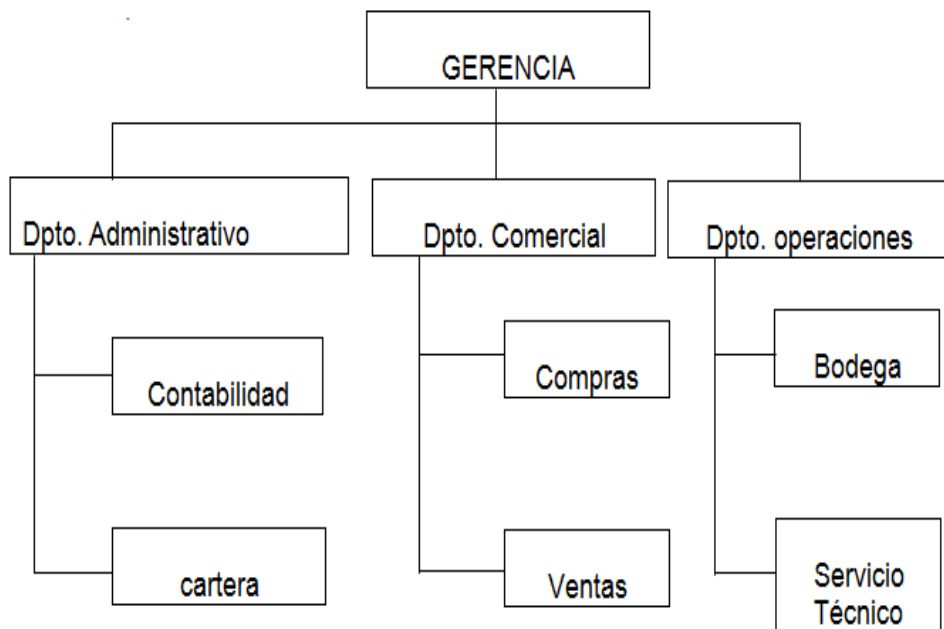 GERENCIA
Dpto. Administrativo
Dpto. Comercial
Dpto. operaciones
Contabilidad
Compras
Bodega
cartera
Ventas
Servicio
Técnico